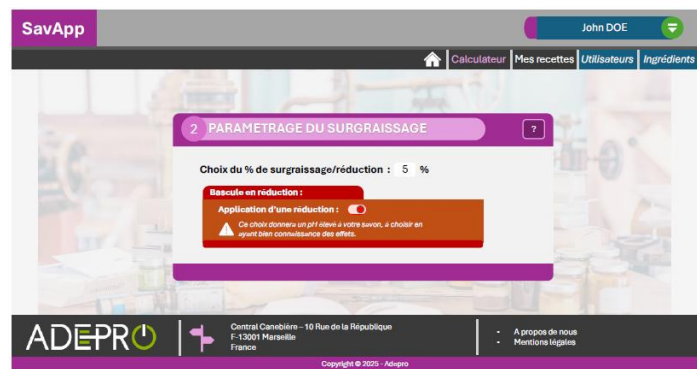 SavApp
John DOE
Calculateur Mes recettes Utilisateurs Ingrédients
2 PARAMETRAGE DU SURGRAISSAGE ?
Choix du % de surgraissage/réduction : 5 %
Bascule en réduction :
Application d'une réduction :
Ce choix donnera un pH élevé à votre savon, à choisir en
ayant bien connaissance des effets.
ADEPRO
Central Canebière – 10 Rue de la République
F-13001 Marseille
France
- A propos de nous
- Mentions légales
Copyright © 2025 - Adepro